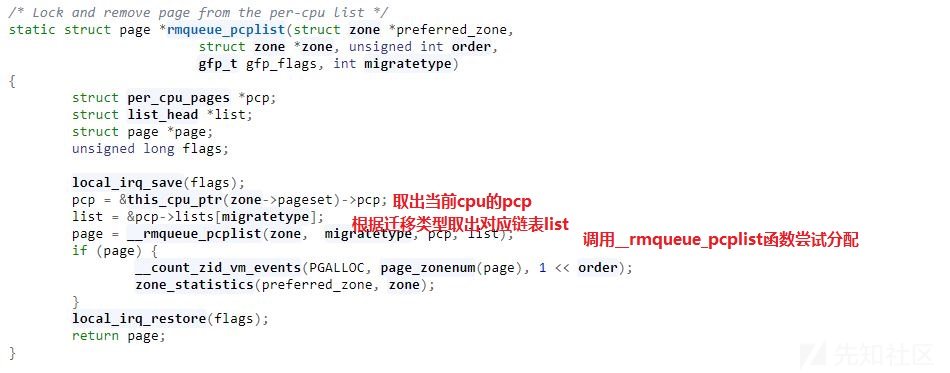 /* Lock and remove page from the per-cpu list */
static struct page *rmqueue_pcplist(struct zone *preferred_zone,
struct zone *zone, unsigned int order,
gfp_t gfp_flags, int migratetype)
{
struct per_cpu_pages *pcp;
struct list_head *list;
struct page *page;
unsigned long flags;
local_irq_save(flags);
pcp = &this_cpu_ptr(zone->pageset)->pcp; 取出当前cpu的pcp
list = &pcp->lists[migratetype]; 根据迁移类型取出对应链表list
page = __rmqueue_pcplist(zone, migratetype, pcp, list); 调用__rmqueue_pcplist函数尝试分配
if (page) {
__count_zid_vm_events(PGALLOC, page_zonenum(page), 1 << order);
zone_statistics(preferred_zone, zone);
}
local_irq_restore(flags);
return page;
}
先知社区